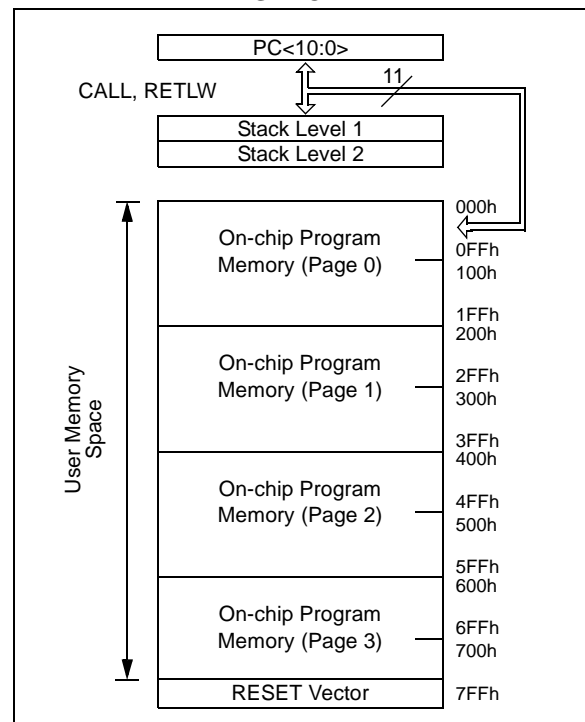 PC<10:0>
CALL, RETLW
11
Stack Level 1
Stack Level 2
000h
On-chip Program
Memory (Page 0)
0FFh
100h
1FFh
200h
On-chip Program
Memory (Page 1)
2FFh
300h
3FFh
400h
User Memory
Space
On-chip Program
Memory (Page 2)
4FFh
500h
5FFh
600h
On-chip Program
Memory (Page 3)
6FFh
700h
RESET Vector
7FFh